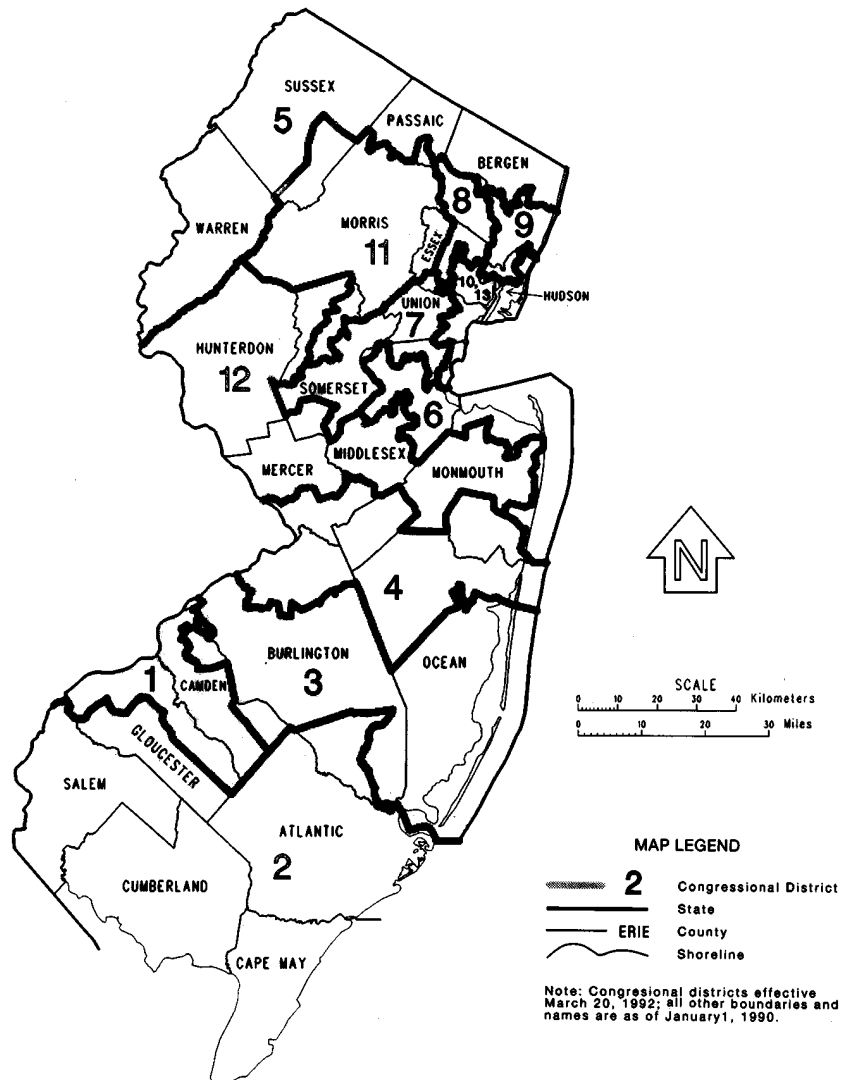 SUSSEX
5
PASSAIC
BERGEN
8
9
WARREN
MORRIS
11
ESSEX
10
13
HUDSON
UNION
7
HUNTERDON
12
SOMERSET
6
MERCER
MIDDLESEX
MONMOUTH
N
4
BURLINGTON
3
OCEAN
1
CAMDEN
GLOUCESTER
SALEM
ATLANTIC
2
CUMBERLAND
CAPE MAY
SCALE
0 10 20 30 40 Kilometers
0 10 20 30 Miles
MAP LEGEND
2 Congressional District
State
ERIE County
Shoreline
Note: Congresional districts effective
March 20, 1992; all other boundaries and
names are as of January1, 1990.